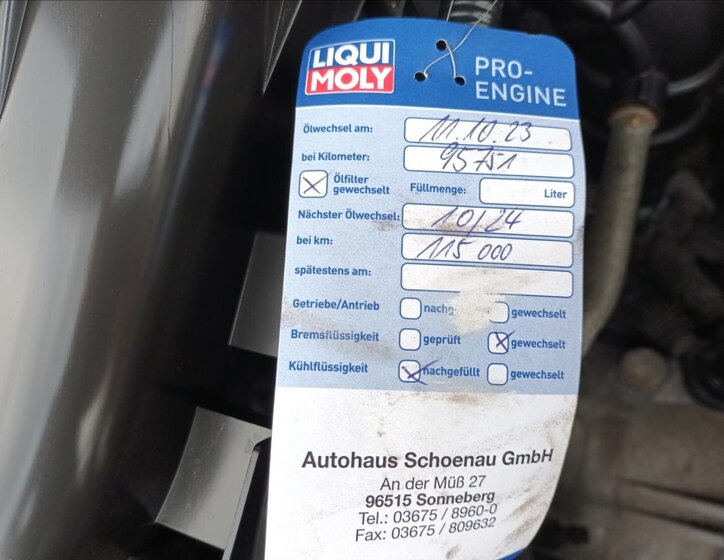 LIQUI
MOLY
PRO-
ENGINE
Ölwechsel am: 11.10.23
bei Kilometer: 95751
Ölfilter
gewechselt
Füllmenge: Liter
Nächster Ölwechsel: 10/24
bei km: 115 000
spätestens am:
Getriebe/Antrieb gewechselt
Bremsflüssigkeit geprüft gewechselt
Kühlflüssigkeit nachgefüllt gewechselt
Autohaus Schoenau GmbH
An der Müß 27
96515 Sonneberg
Tel.: 03675 / 8960-0
Fax: 03675 / 809632